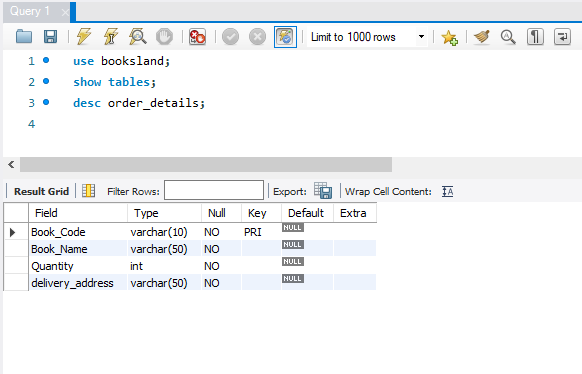 Query 1
Limit to 1000 rows
1 use booksland;
2 show tables;
3 desc order_details;
4
Result Grid Filter Rows: Export: Wrap Cell Content: IA
Field Type Null Key Default Extra
Book_Code varchar(10) NO PRI NULL
Book_Name varchar(50) NO NULL
Quantity int NO NULL
delivery_address varchar(50) NO NULL